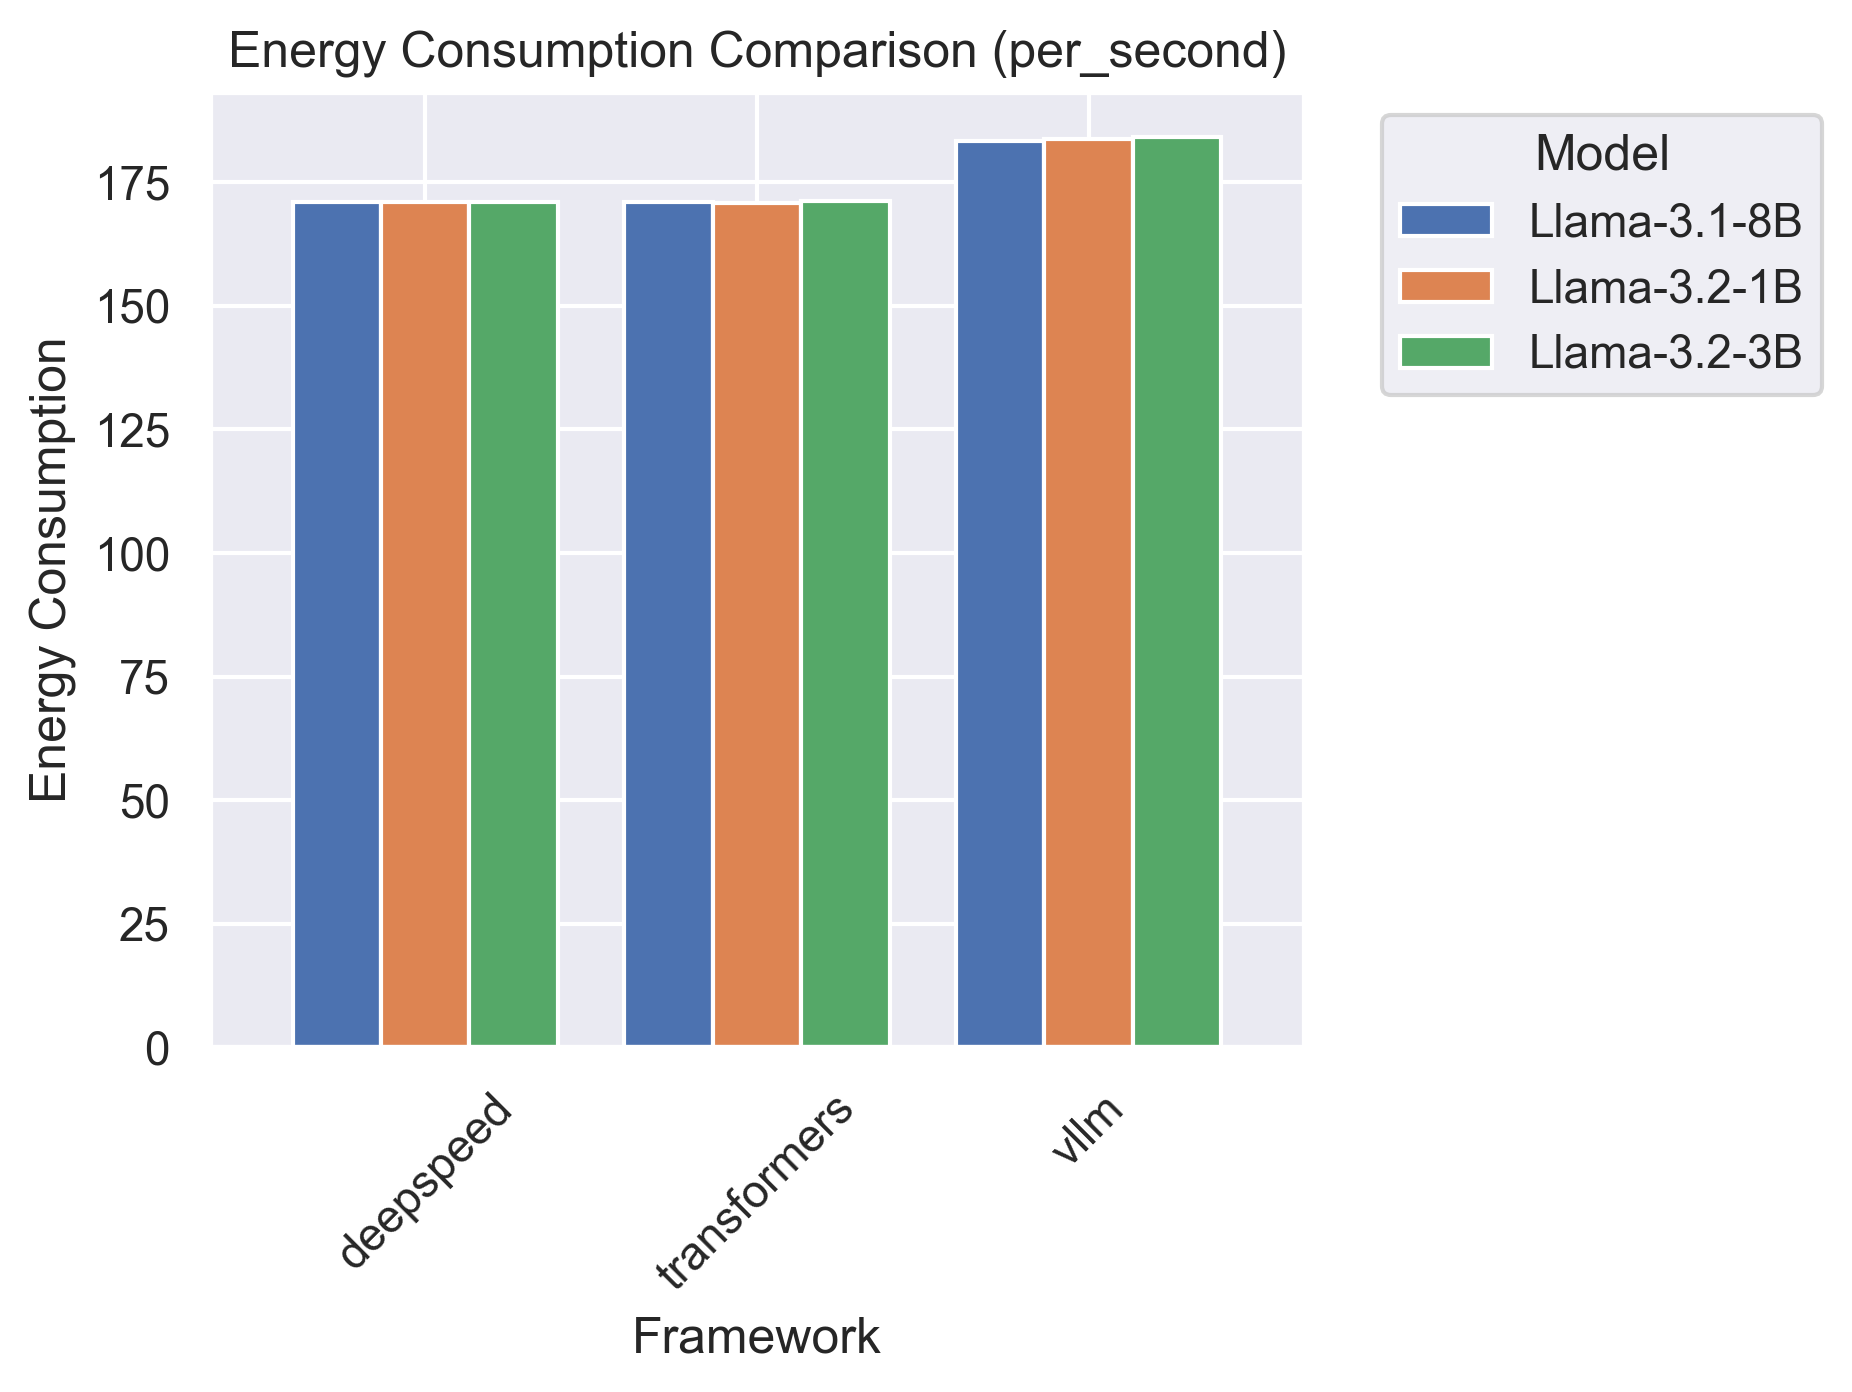 Energy Consumption Comparison (per_second)
Energy Consumption
175
150
125
100
75
50
25
0
deepspeed
transformers
vllm
Framework
Model
Llama-3.1-8B
Llama-3.2-1B
Llama-3.2-3B